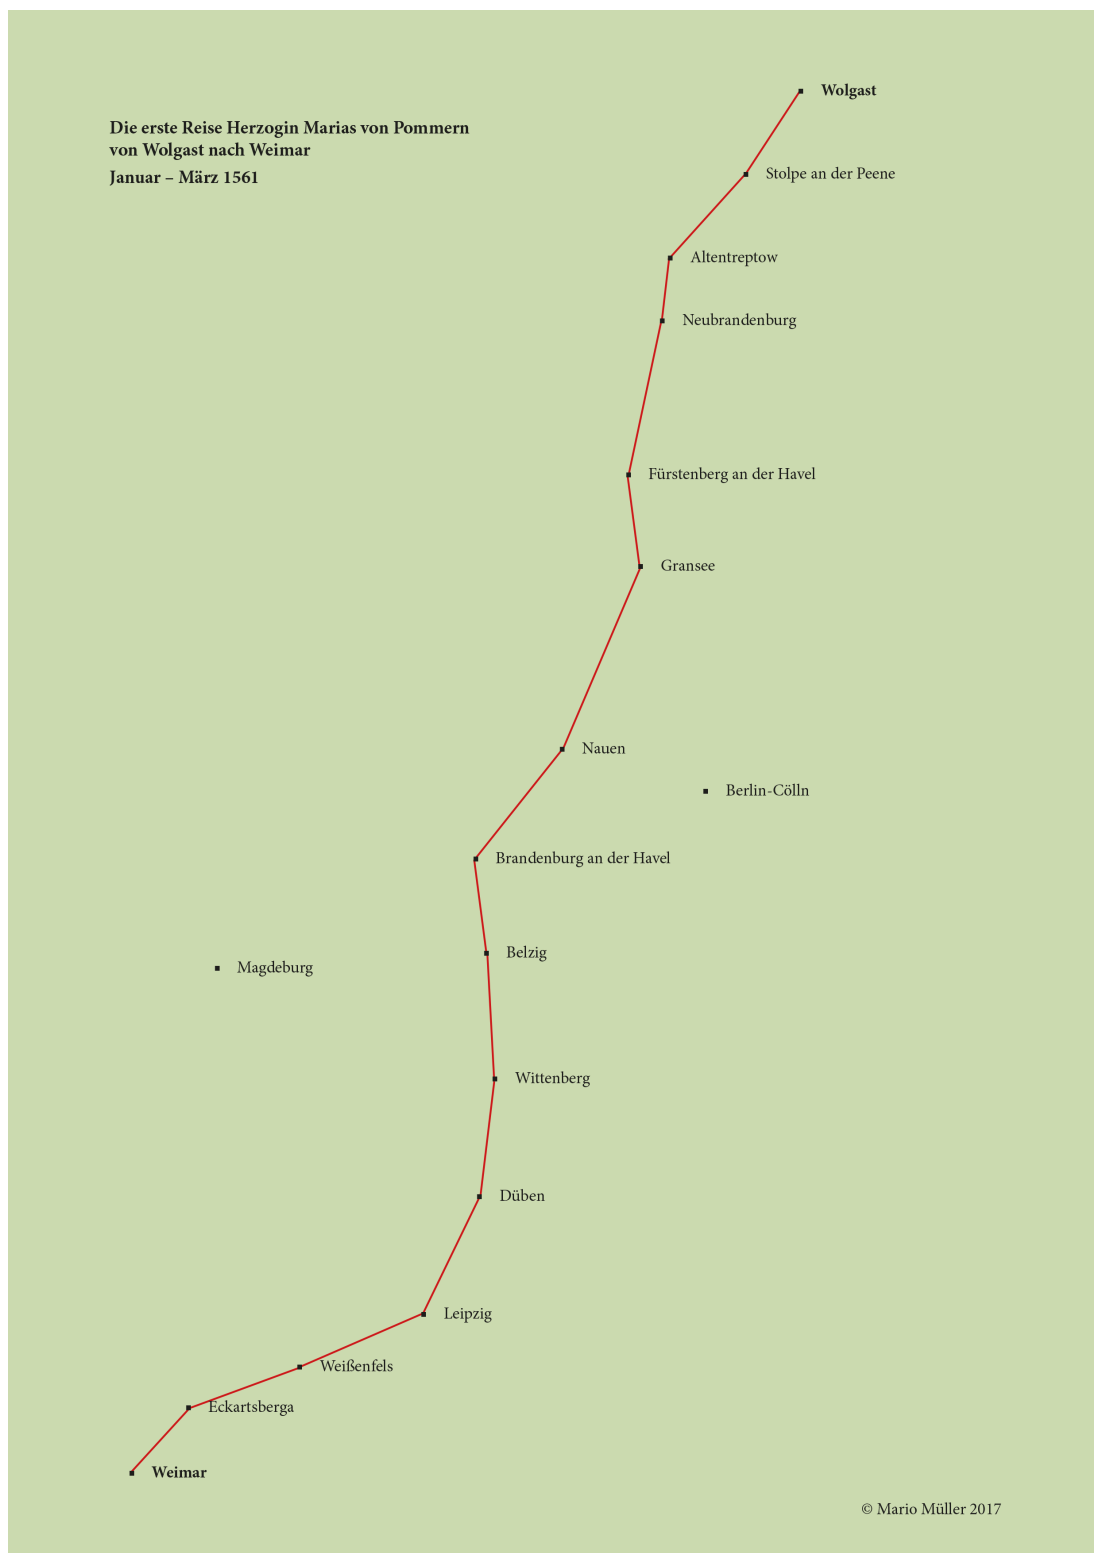 Die erste Reise Herzogin Marias von Pommern
von Wolgast nach Weimar
Januar – März 1561
Wolgast
Stolpe an der Peene
Altentreptow
Neubrandenburg
Fürstenberg an der Havel
Gransee
Nauen
Berlin-Cölln
Brandenburg an der Havel
Belzig
Magdeburg
Wittenberg
Düben
Leipzig
Weißenfels
Eckartsberga
Weimar
© Mario Müller 2017